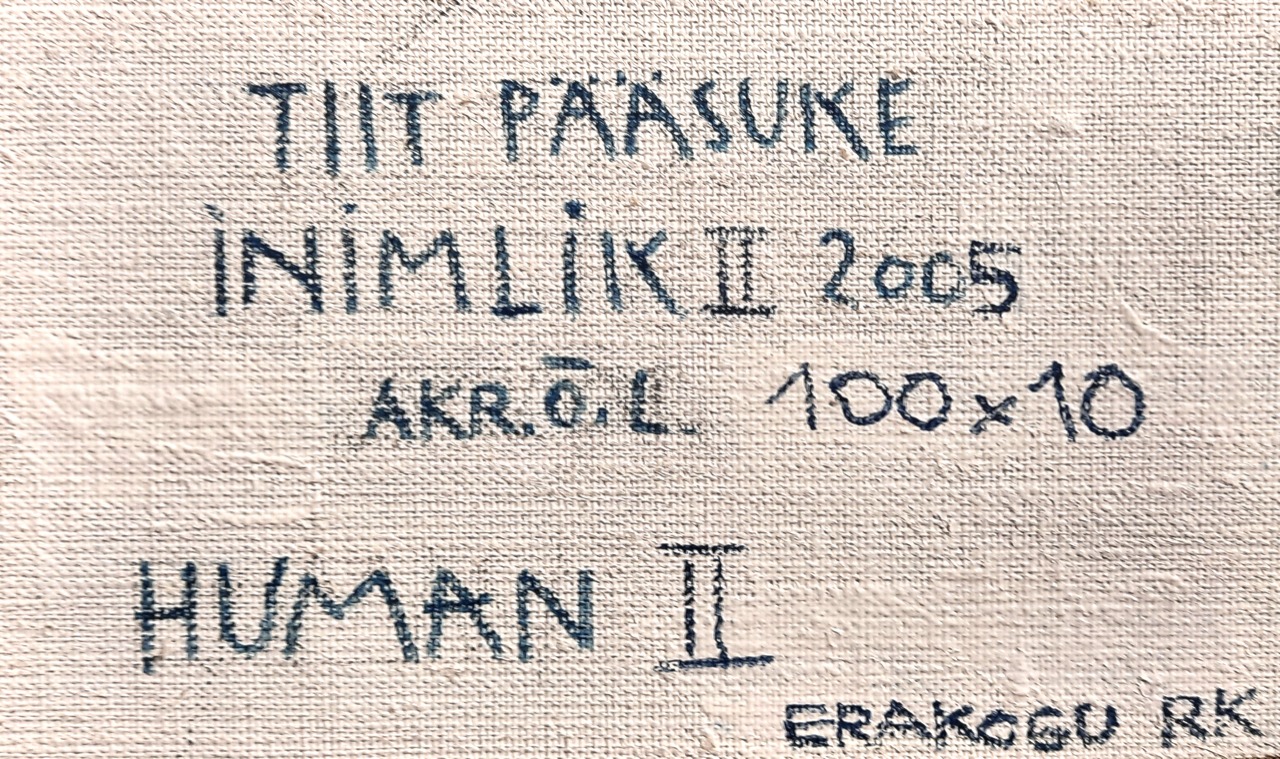 TIIT PÄÄSUKE
İNİMLİK II 2005
AKR.Ō.L. 100x10
HUMAN II
ERAKOGU RK